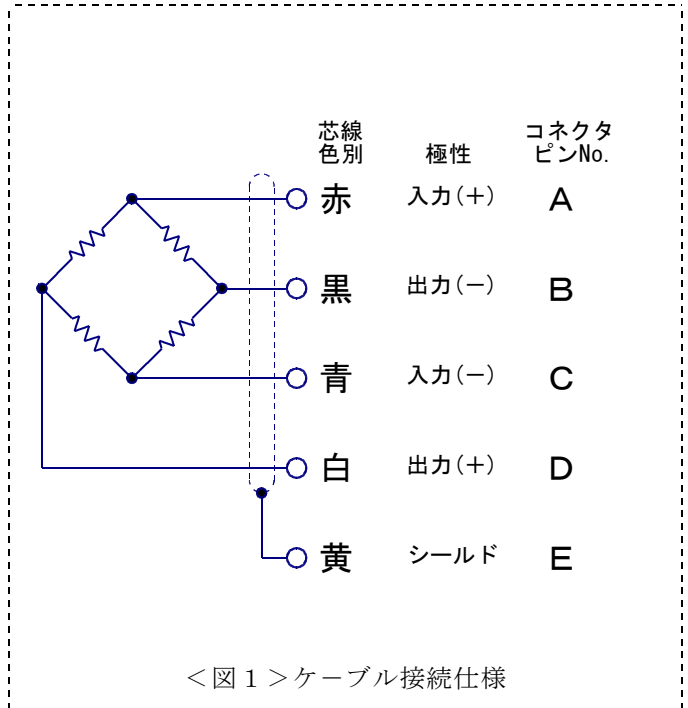 芯線
色別
極性
コネクタ
ピンNo.
赤 入力(＋) A
黒 出力(－) B
青 入力(－) C
白 出力(＋) D
黄 シールド E
＜図１＞ケーブル接続仕様